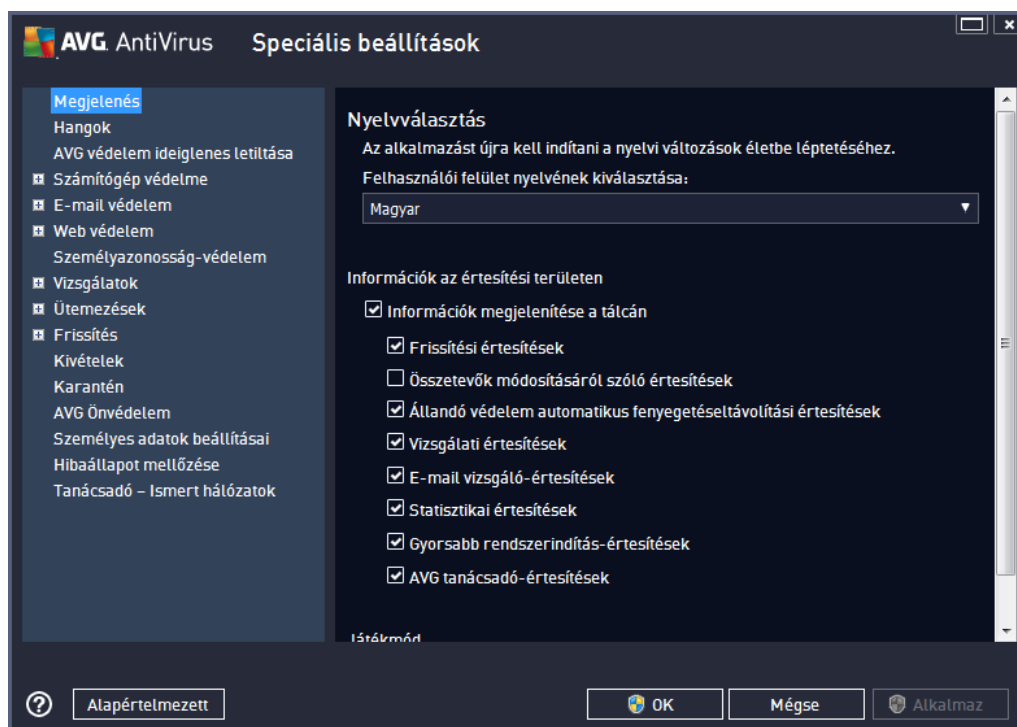 AVG. AntiVirus Speciális beállítások
Megjelenés
Hangok
AVG védelem ideiglenes letiltása
Számítógép védelme
E-mail védelem
Web védelem
Személyazonosság-védelem
Vizsgálatok
Ütemezések
Frissítés
Kivételek
Karantén
AVG Önvédelem
Személyes adatok beállításai
Hibaállapot mellőzése
Tanácsadó – Ismert hálózatok
Nyelvválasztás
Az alkalmazást újra kell indítani a nyelvi változások életbe léptetéséhez.
Felhasználói felület nyelvének kiválasztása:
Magyar
Információk az értesítési területen
Információk megjelenítése a tálcán
Frissítési értesítések
Összetevők módosításáról szóló értesítések
Állandó védelem automatikus fenyegetéseltávolítási értesítések
Vizsgálati értesítések
E-mail vizsgáló-értesítések
Statisztikai értesítések
Gyorsabb rendszerindítás-értesítések
AVG tanácsadó-értesítések
Játékmód
Alapértelmezett
OK
Mégse
Alkalmaz